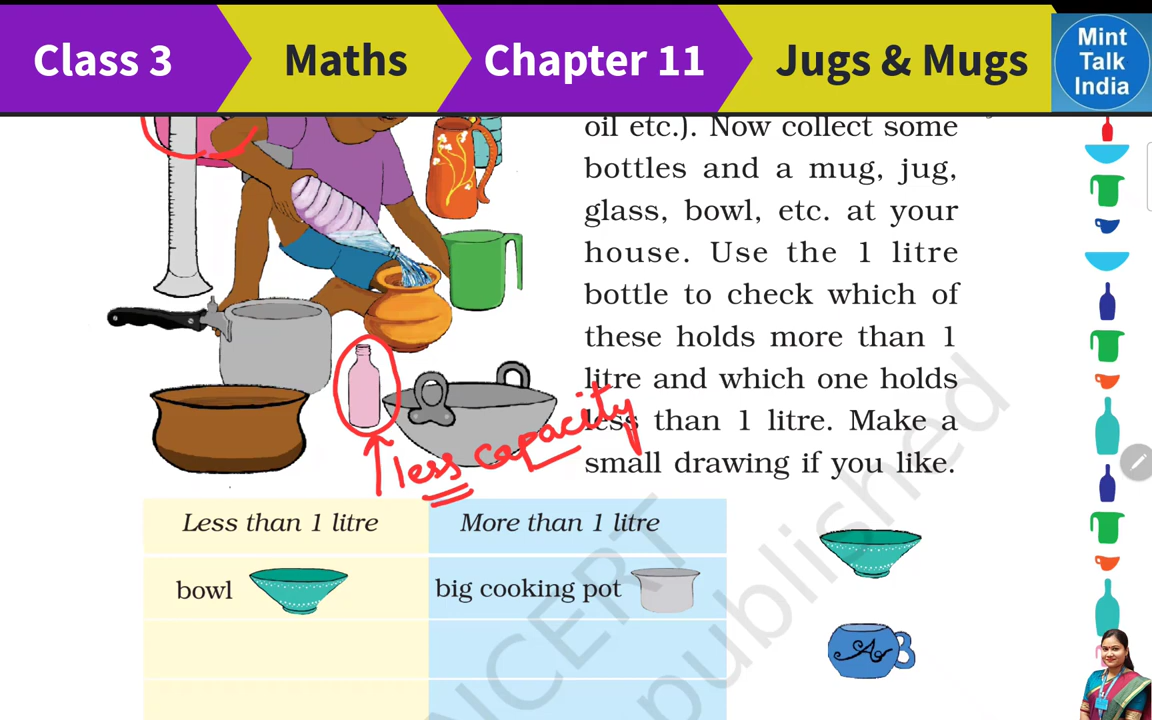 Class 3
Maths
Chapter 11
Jugs & Mugs
Mint
Talk
India
oil etc.). Now collect some
bottles and a mug, jug,
glass, bowl, etc. at your
house. Use the 1 litre
bottle to check which of
these holds more than 1
litre and which one holds
less than 1 litre. Make a
small drawing if you like.
less capacity
Less than 1 litre
More than 1 litre
bowl
big cooking pot
NCERT
published